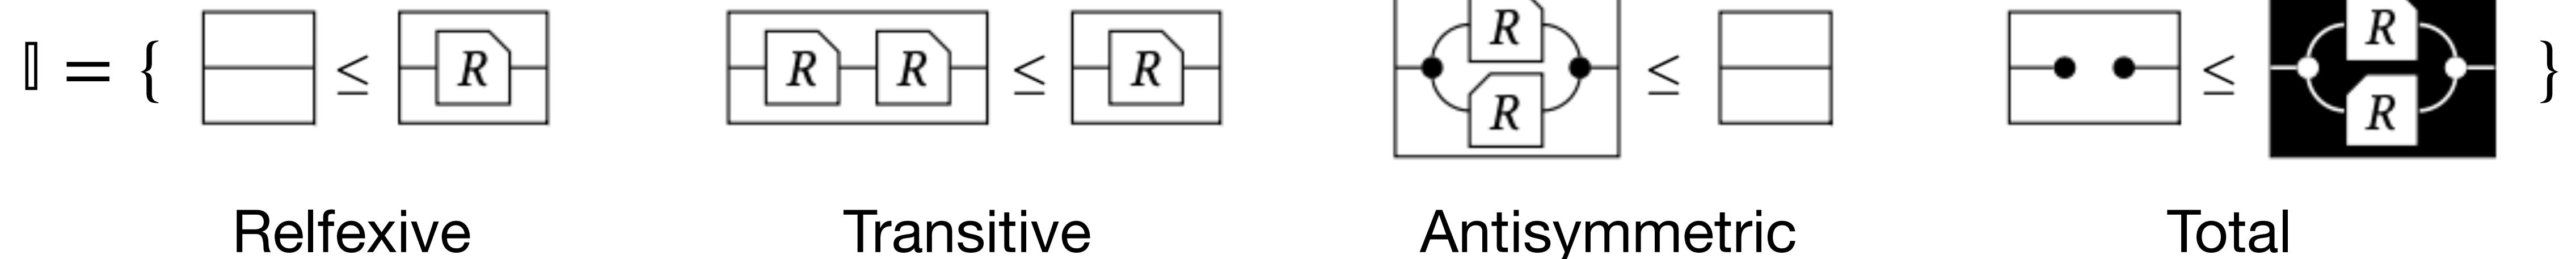 𝕀 = { ≤ R R R ≤ R R R ≤ ≤ R R }
Relfexive Transitive Antisymmetric Total